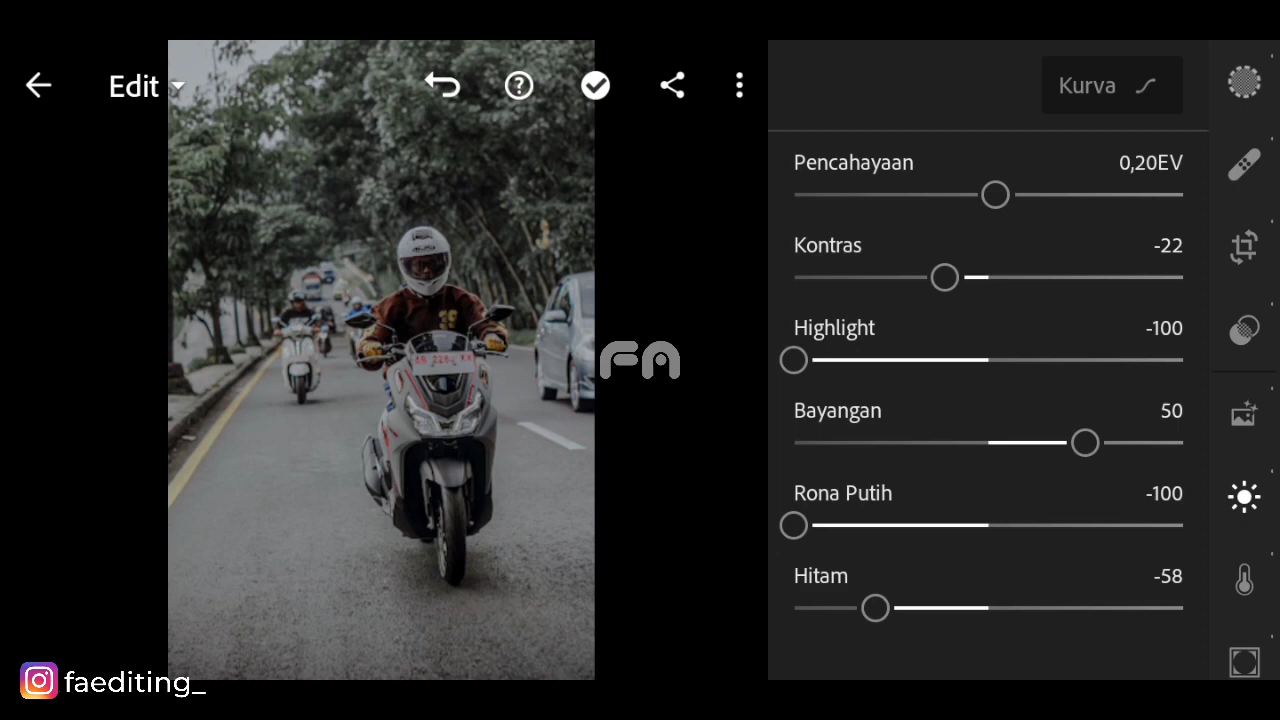 Edit
Kurva
Pencahayaan 0,20EV
Kontras -22
Highlight -100
Bayangan 50
Rona Putih -100
Hitam -58
FA
faediting_